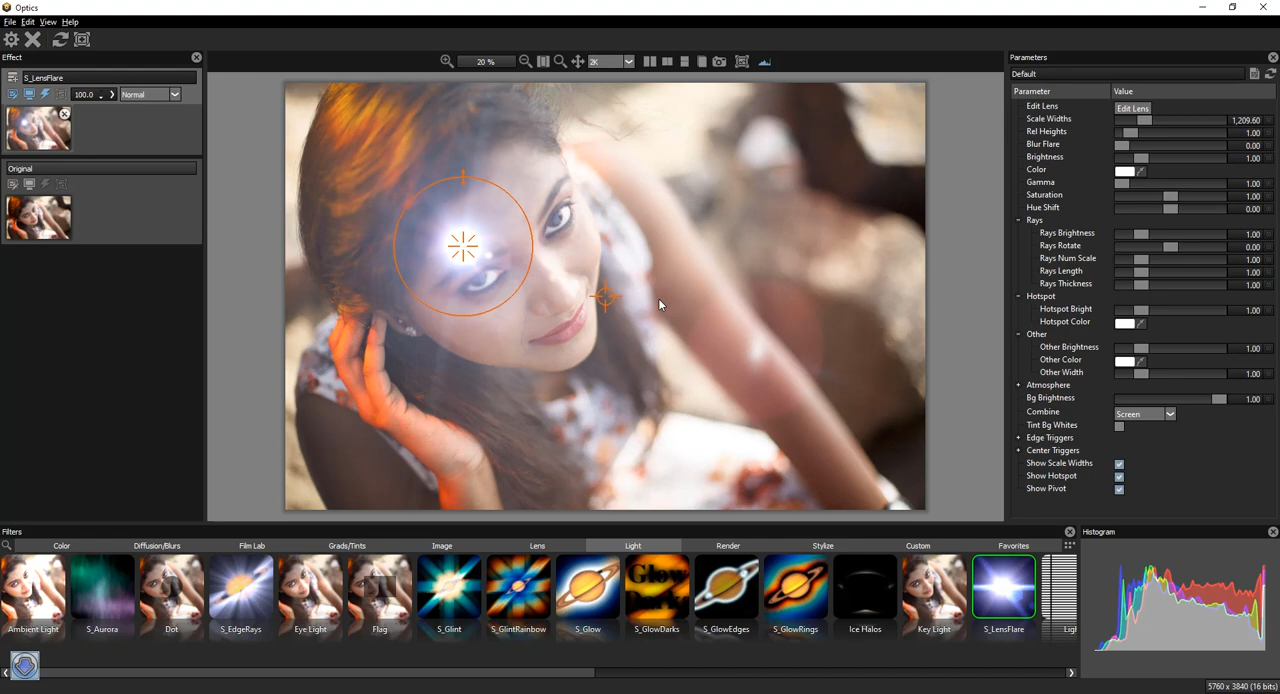 Optics
File Edit View Help
Effect
S_LensFlare
100.0 Normal
Original
20 %
2K
Parameters
Default
Parameter Value
Edit Lens Edit Lens
Scale Widths 1,209.60
Rel Heights 1.00
Blur Flare 0.00
Brightness 1.00
Color
Gamma 1.00
Saturation 1.00
Hue Shift 0.00
Rays
Rays Brightness 1.00
Rays Rotate 0.00
Rays Num Scale 1.00
Rays Length 1.00
Rays Thickness 1.00
Hotspot
Hotspot Bright 1.00
Hotspot Color
Other
Other Brightness 1.00
Other Color
Other Width 1.00
Atmosphere
Bg Brightness 1.00
Combine Screen
Tint Bg Whites
Edge Triggers
Center Triggers
Show Scale Widths
Show Hotspot
Show Pivot
Filters
Color Diffusion/Blurs Film Lab Grads/Tints Image Lens Light Render Stylize Custom Favorites
Glow
Ambient Light S_Aurora Dot S_EdgeRays Eye Light Flag S_Glint S_GlintRainbow S_Glow S_GlowDarks S_GlowEdges S_GlowRings Ice Halos Key Light S_LensFlare Ligh
Histogram
5760 x 3840 (16 bits)